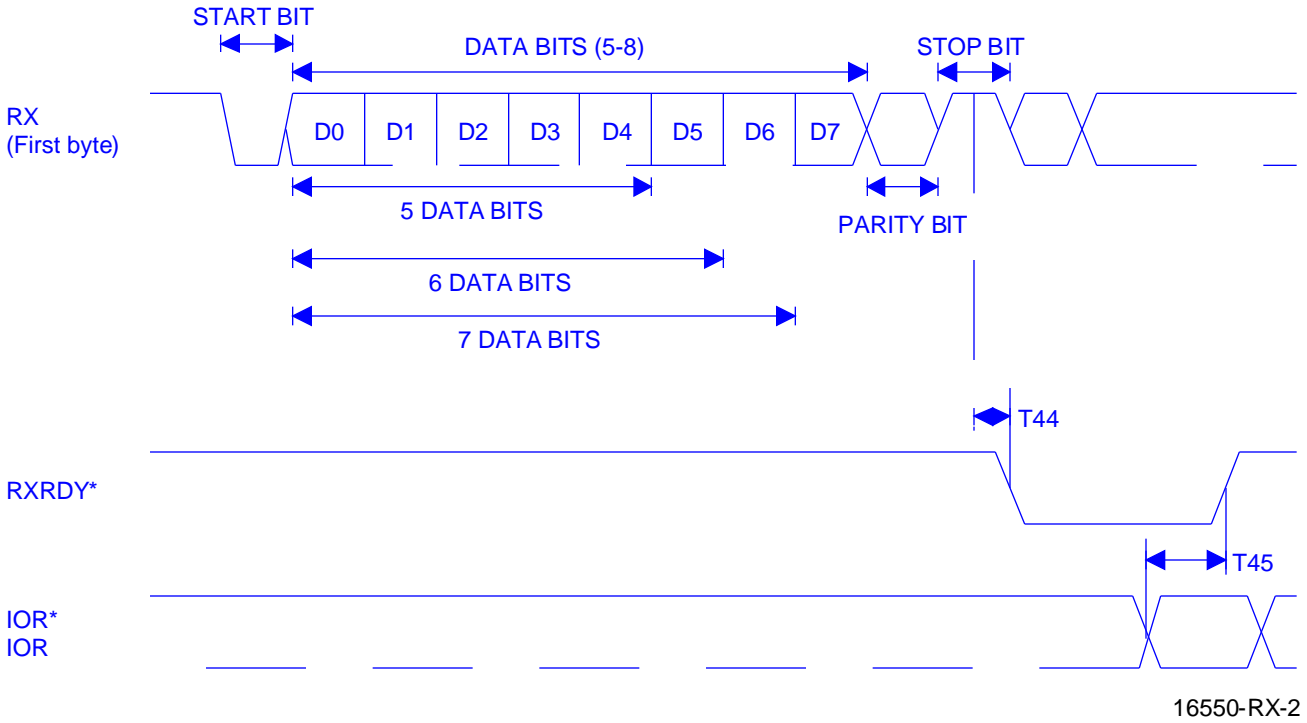 START BIT
DATA BITS (5-8)
STOP BIT
RX
(First byte)
D0 D1 D2 D3 D4 D5 D6 D7
5 DATA BITS
PARITY BIT
6 DATA BITS
7 DATA BITS
T44
RXRDY*
T45
IOR*
IOR
16550-RX-2